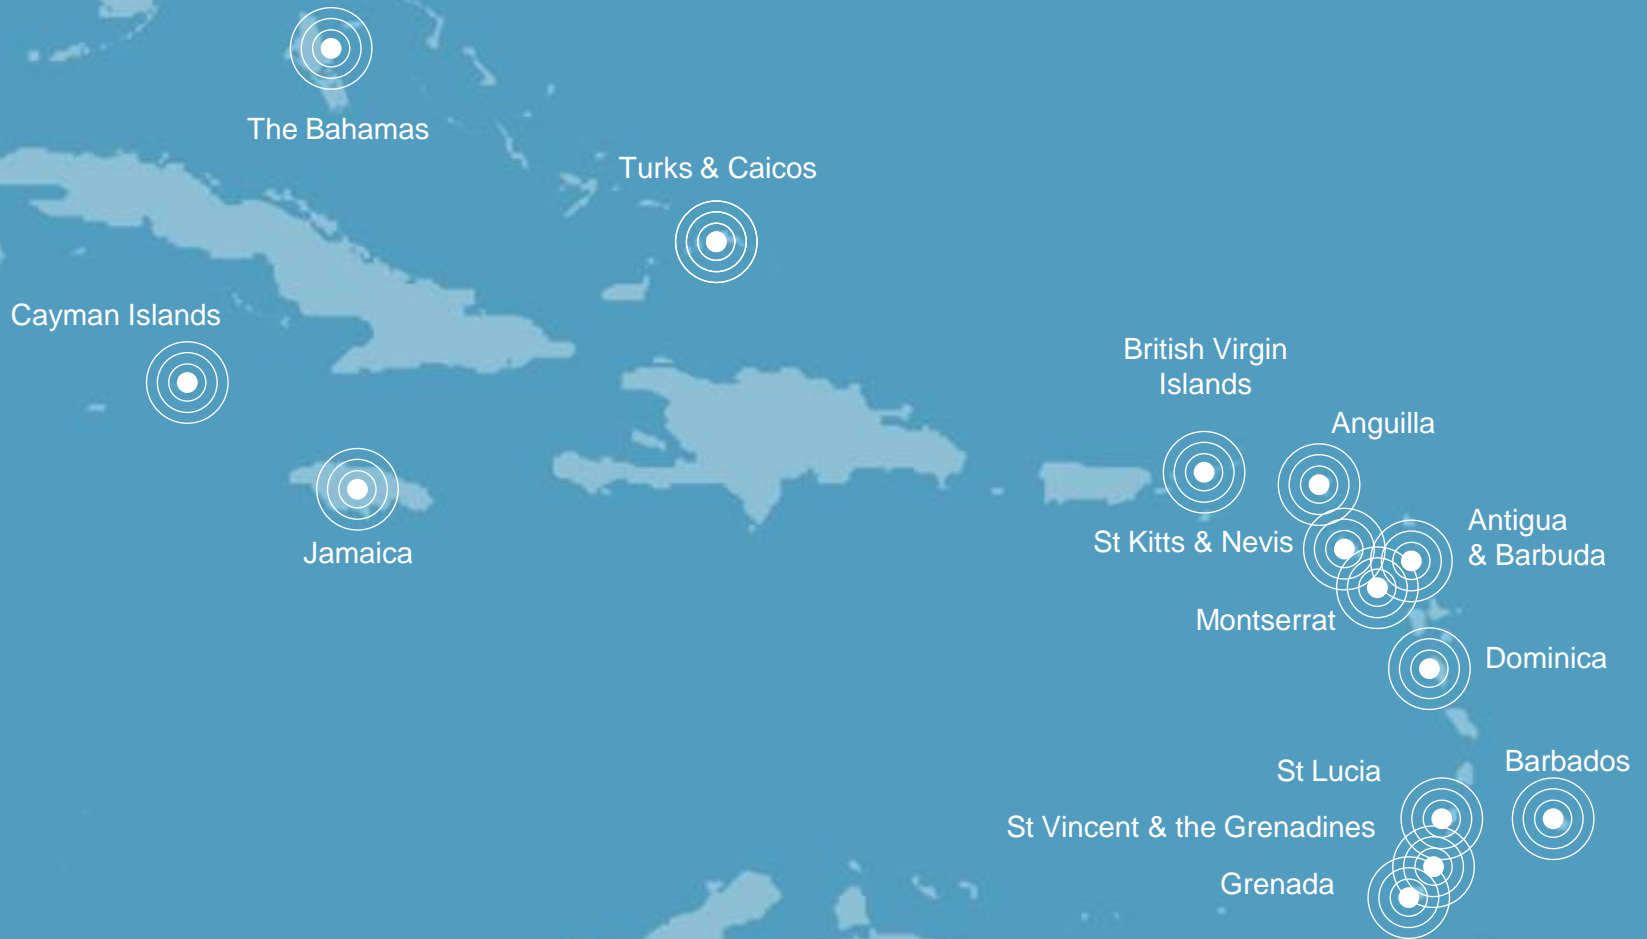 The Bahamas
Turks & Caicos
Cayman Islands
British Virgin
Islands
Anguilla
Antigua
& Barbuda
St Kitts & Nevis
Jamaica
Montserrat
Dominica
Barbados
St Lucia
St Vincent & the Grenadines
Grenada